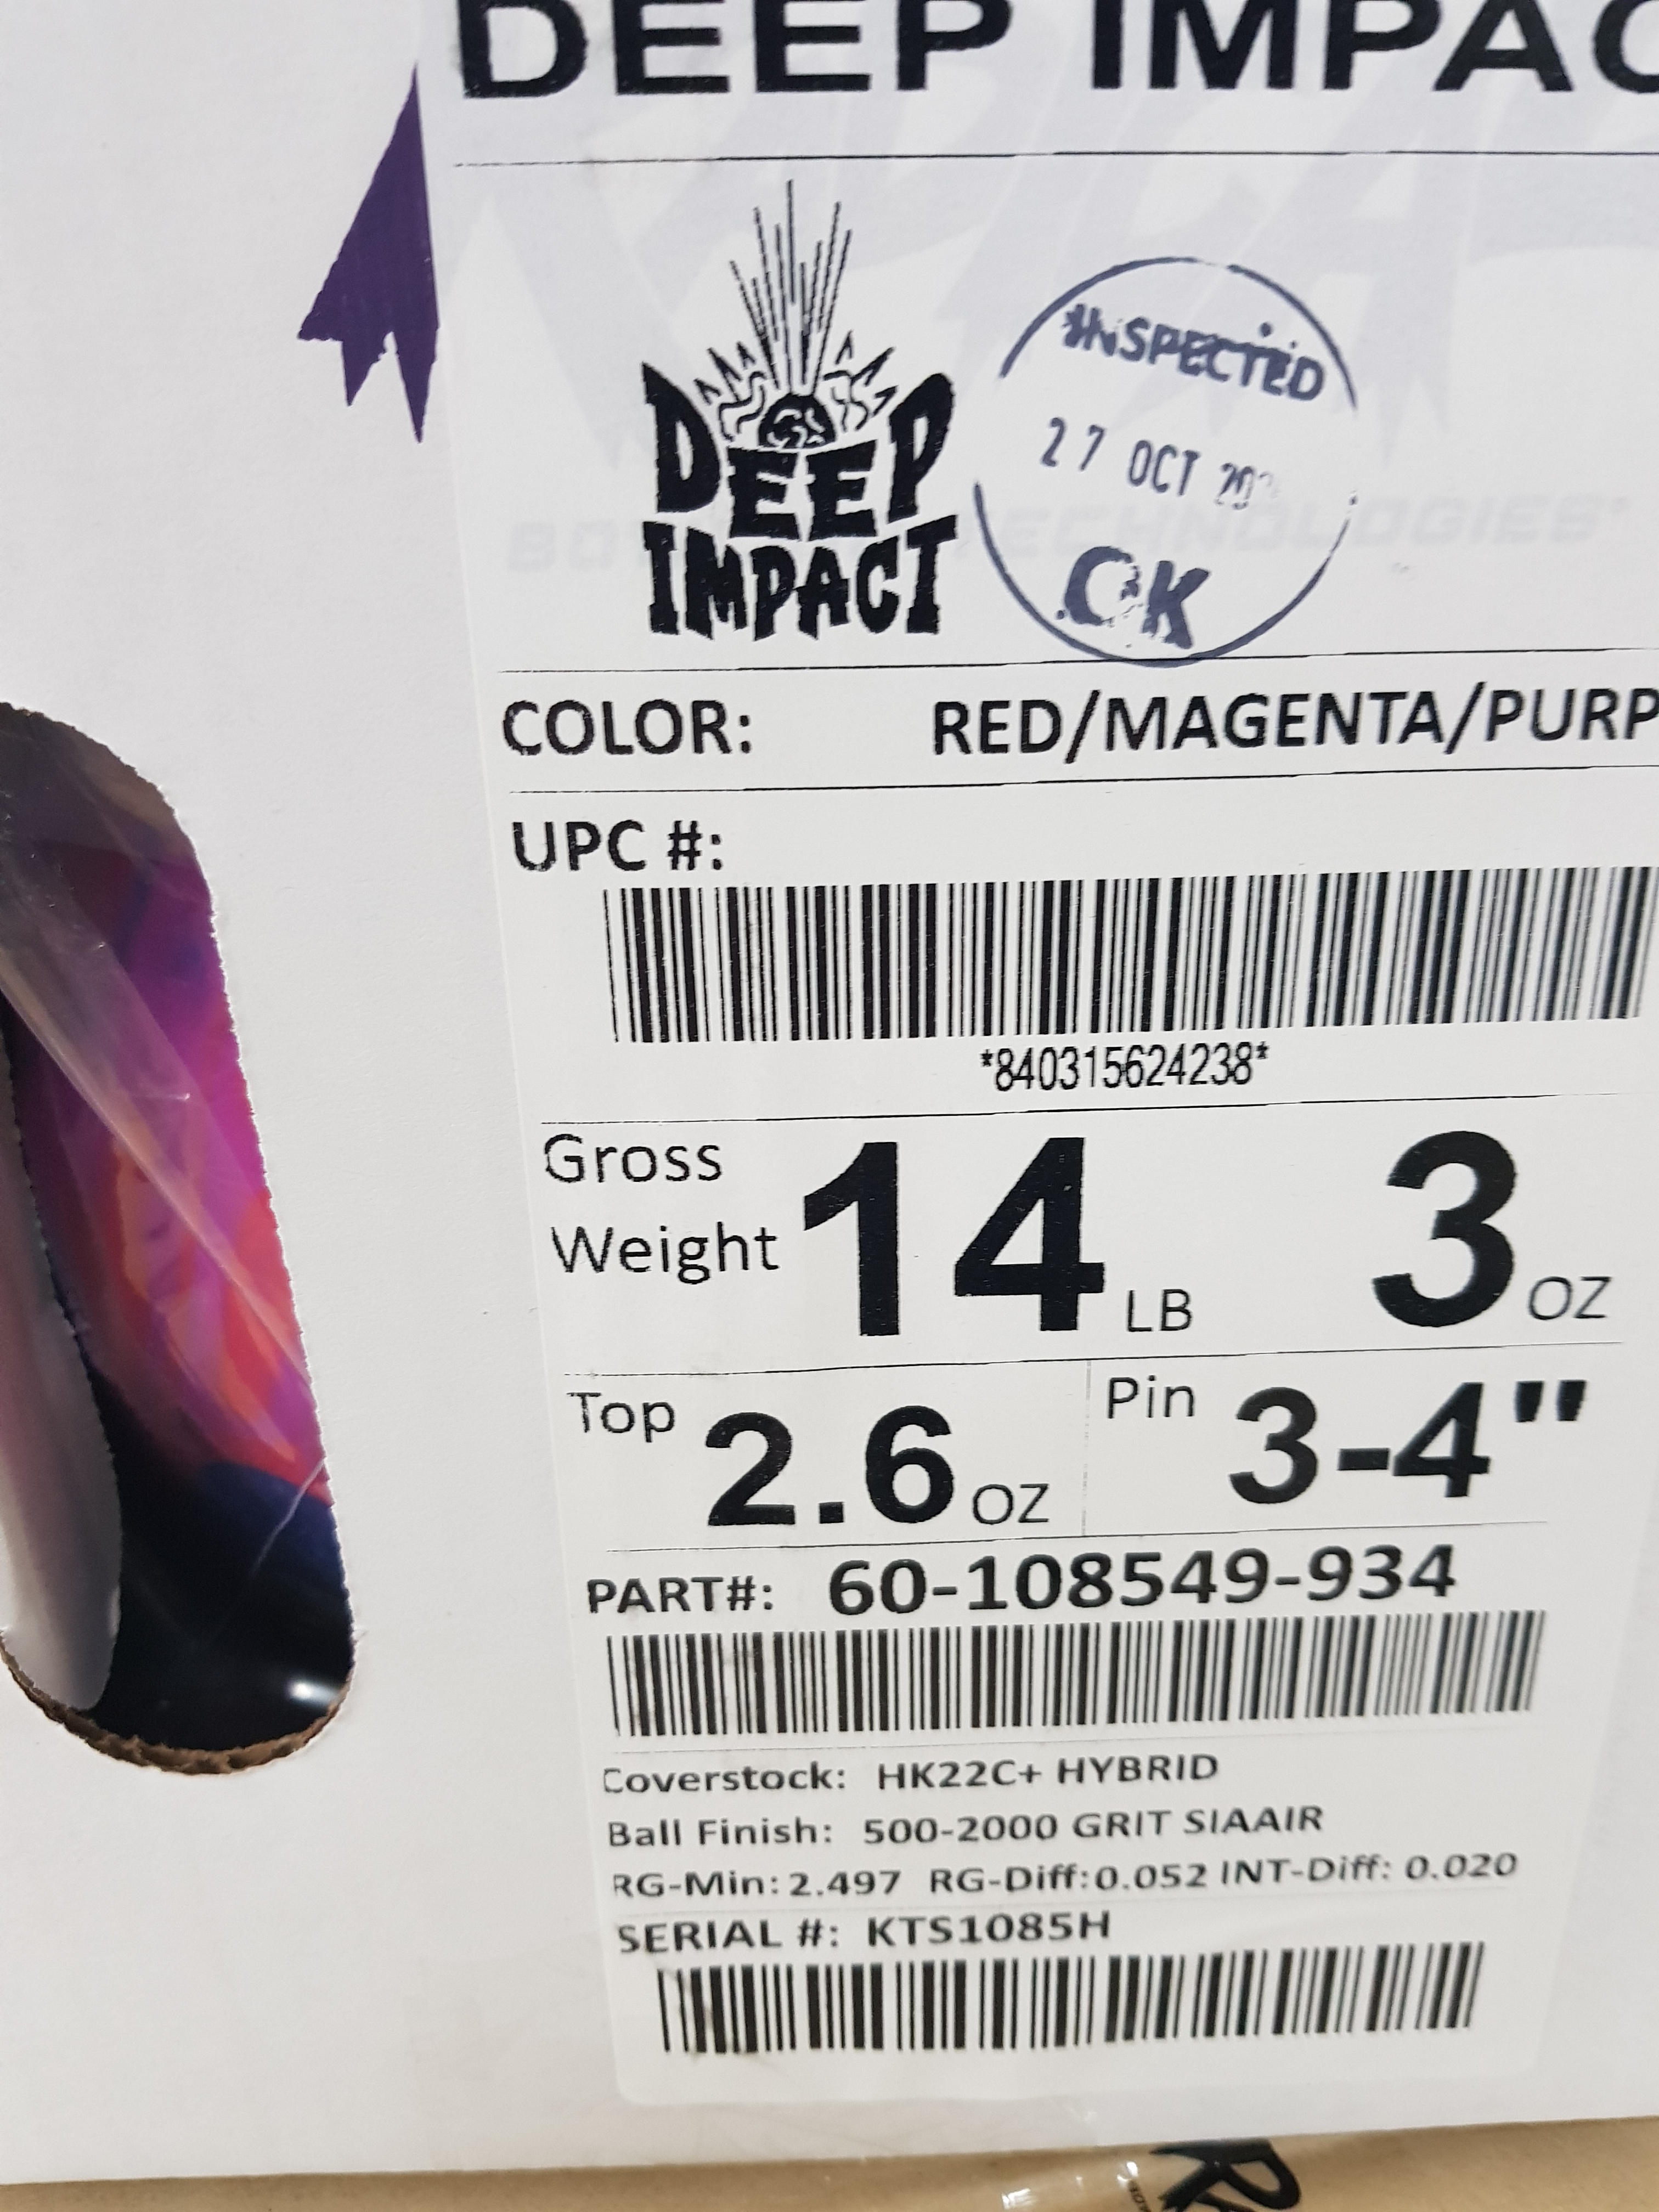 DEEP IMPAC
DEEP
IMPACT
INSPECTED
27 OCT
OK
COLOR: RED/MAGENTA/PURP
UPC #:
*840315624238*
Gross Weight 14 LB 3 OZ
Top 2.6 OZ Pin 3-4"
PART#: 60-108549-934
Coverstock: HK22C+ HYBRID
Ball Finish: 500-2000 GRIT SIAAIR
RG-Min: 2.497 RG-Diff:0.052 INT-Diff: 0.020
SERIAL #: KTS1085H